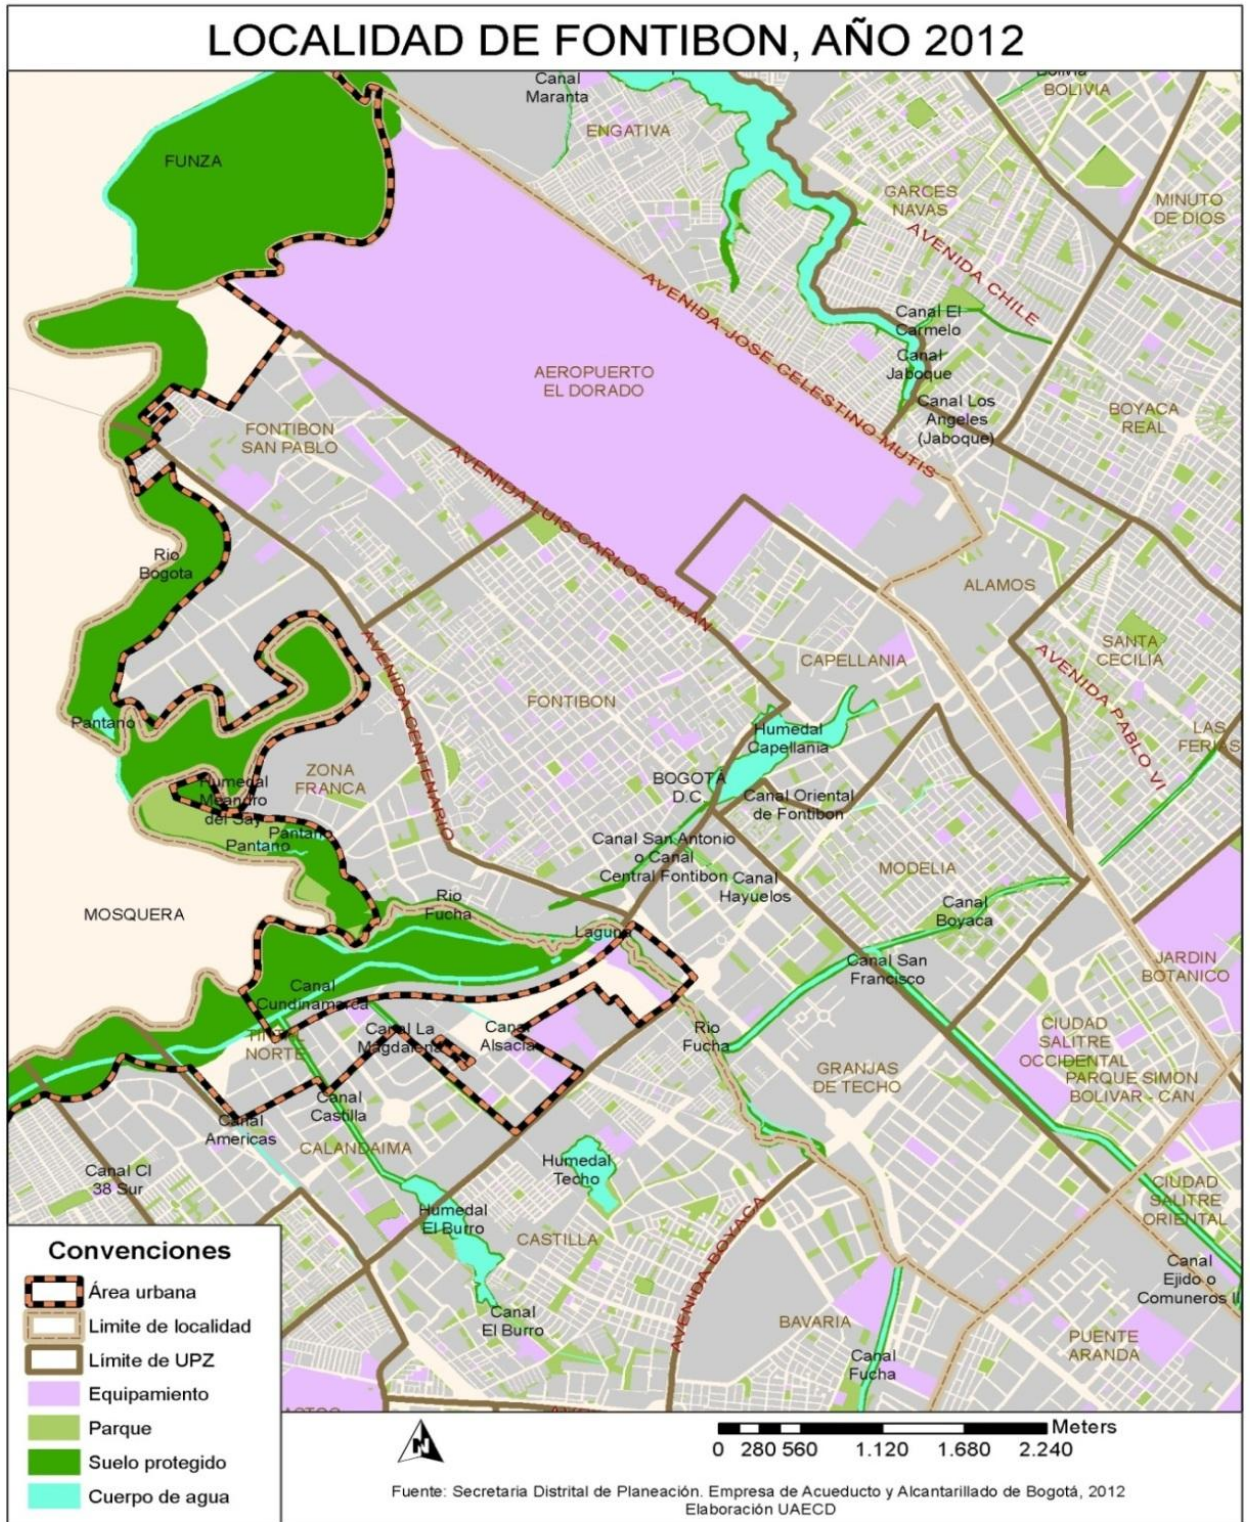 LOCALIDAD DE FONTIBON, AÑO 2012
Canal
Maranta
BOLIVIA
ENGATIVA
FUNZA
GARCES
NAVAS
MINUTO
DE DIOS
AVENIDA CHILE
AVENIDA JOSE CELESTINO MUTIS
Canal El
Carmelo
Canal
Jaboque
AEROPUERTO
EL DORADO
Canal Los
Angeles
(Jaboque)
BOYACA
REAL
FONTIBON
SAN PABLO
AVENIDA LUIS CARLOS GALAN
Rio
Bogota
ALAMOS
SANTA
CECILIA
AVENIDA PABLO VI
CAPELLANIA
AVENIDA CENTENARIO
FONTIBON
Pantano
Humedal
Capellania
LAS
FERIAS
ZONA
FRANCA
BOGOTÁ
D.C.
Humedal
Meandro
del Say
Canal Oriental
de Fontibon
Pantano
Pantano
Canal San Antonio
o Canal
Central Fontibon
MODELIA
Canal
Hayuelos
Rio
Fucha
MOSQUERA
Canal
Boyaca
Laguna
Canal San
Francisco
JARDIN
BOTANICO
Canal
Cundinamarca
NORTE
Canal La
Magdalena
Canal
Alsacia
Rio
Fucha
CIUDAD
SALITRE
OCCIDENTAL
GRANJAS
DE TECHO
PARQUE SIMON
BOLIVAR - CAN
Canal
Castilla
Canal
Americas
CALANDAIMA
Canal Cl
38 Sur
Humedal
Techo
CIUDAD
SALITRE
ORIENTAL
Humedal
El Burro
CASTILLA
AVENIDA BOYACA
Canal
Ejido o
Comuneros II
Canal
El Burro
BAVARIA
PUENTE
ARANDA
Canal
Fucha
Convenciones
Área urbana
Limite de localidad
Límite de UPZ
Equipamiento
Parque
Suelo protegido
Cuerpo de agua
N
Meters
0 280 560 1.120 1.680 2.240
Fuente: Secretaria Distrital de Planeación. Empresa de Acueducto y Alcantarillado de Bogotá, 2012
Elaboración UAECD